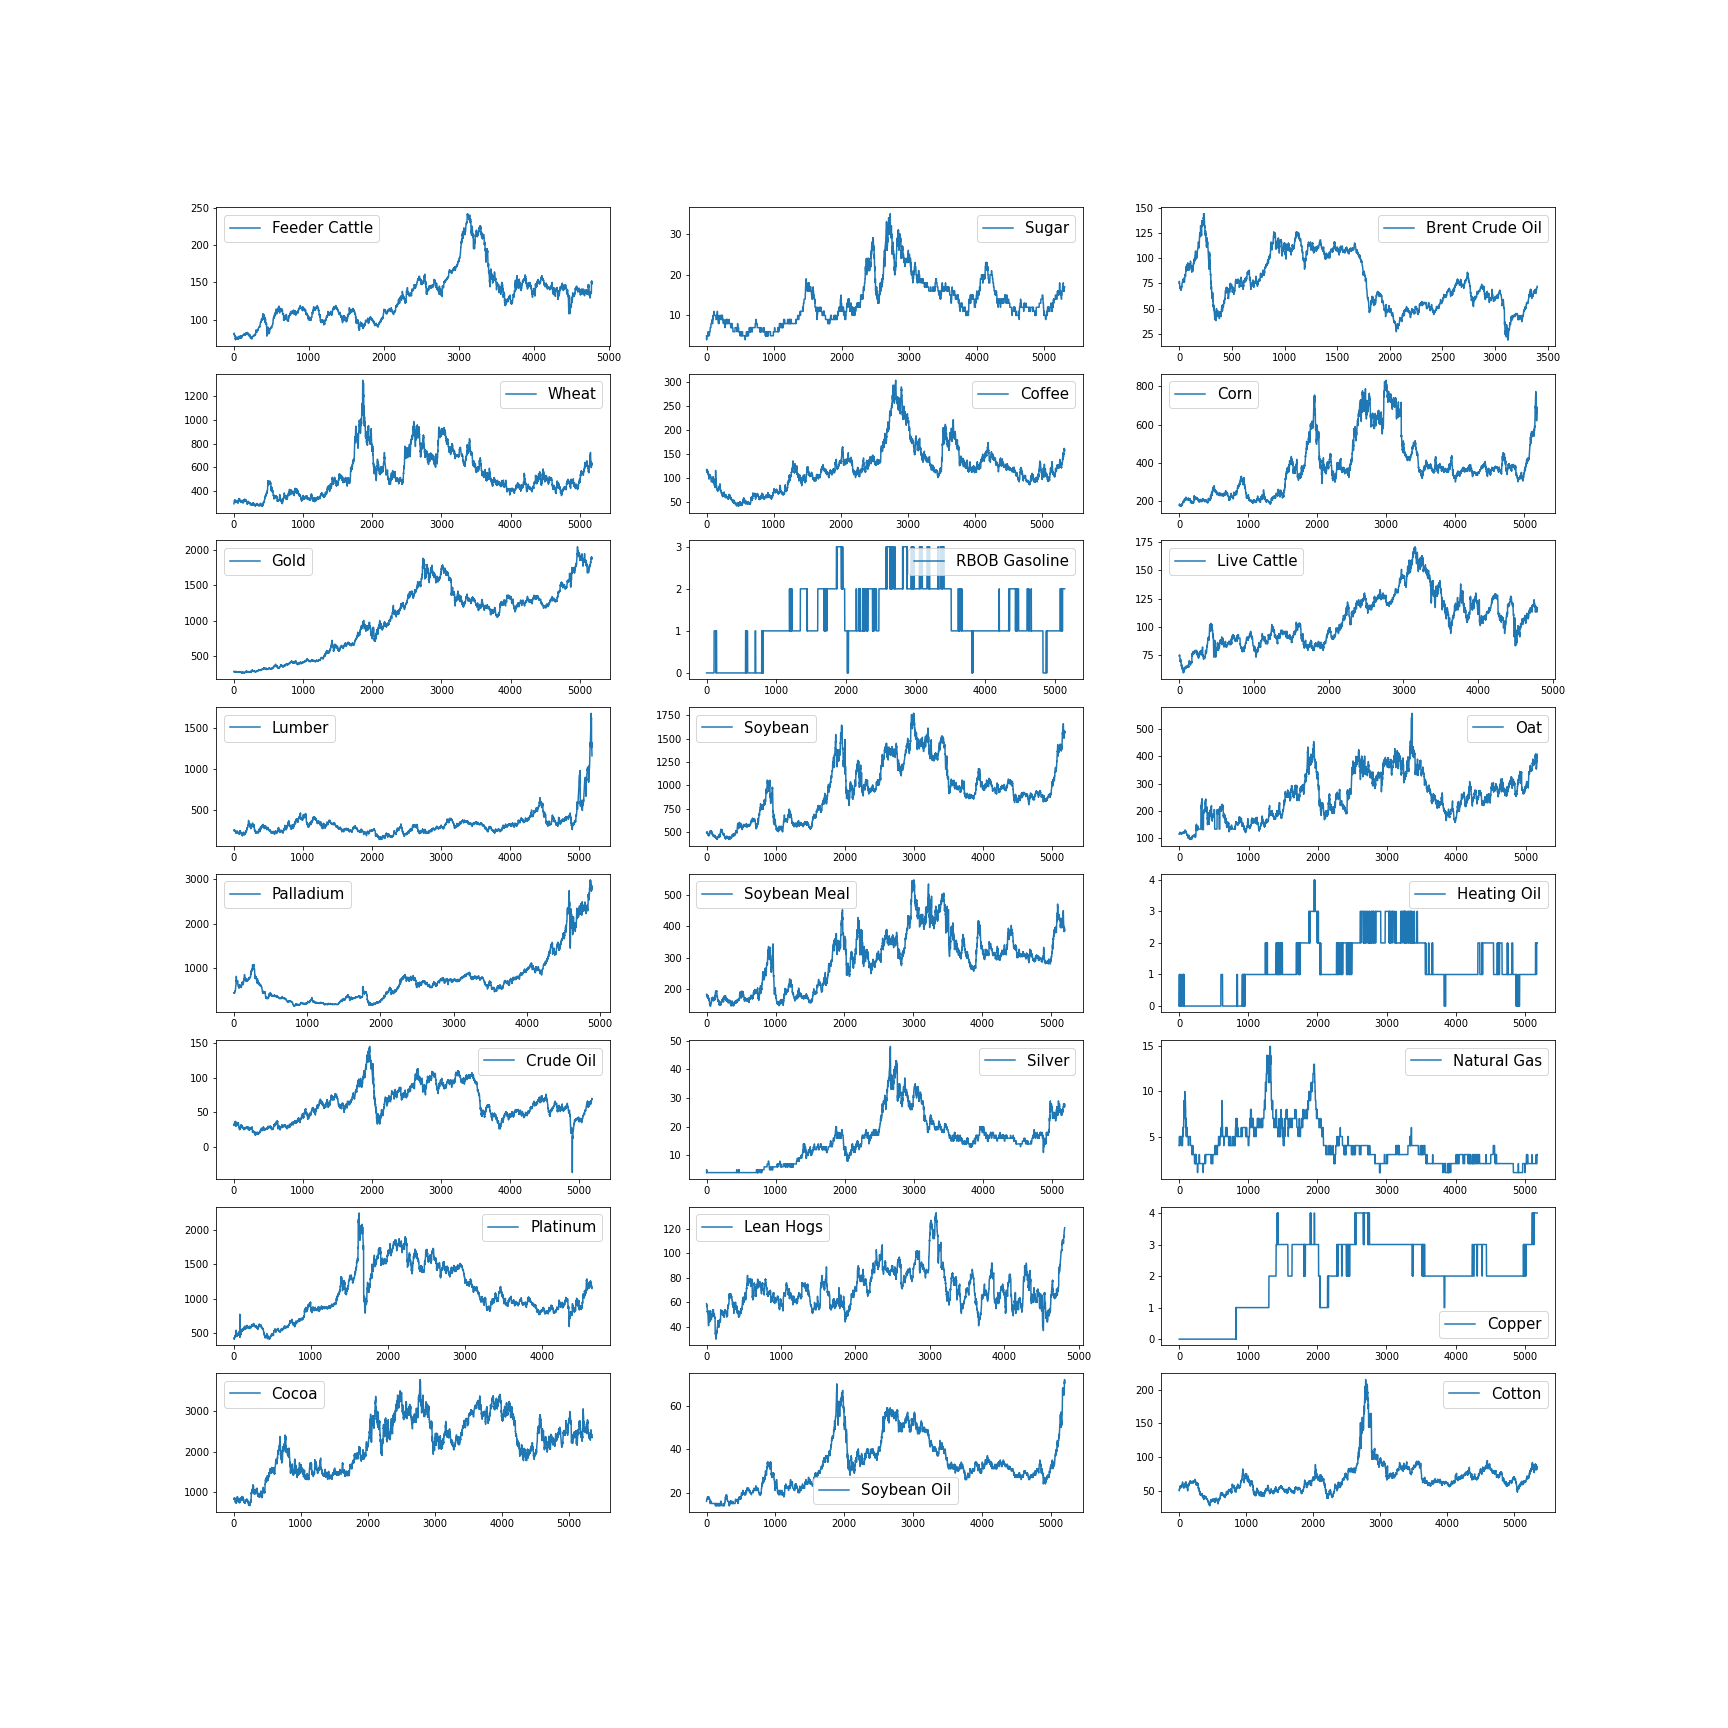 250
200
150
100
Feeder Cattle
0 1000 2000 3000 4000 5000
30
20
10
Sugar
0 1000 2000 3000 4000 5000
150
125
100
75
50
25
Brent Crude Oil
0 500 1000 1500 2000 2500 3000 3500
1200
1000
800
600
400
Wheat
0 1000 2000 3000 4000 5000
300
250
200
150
100
50
Coffee
0 1000 2000 3000 4000 5000
800
600
400
200
Corn
0 1000 2000 3000 4000 5000
2000
1500
1000
500
Gold
0 1000 2000 3000 4000 5000
3
2
1
0
RBOB Gasoline
0 1000 2000 3000 4000 5000
175
150
125
100
75
Live Cattle
0 1000 2000 3000 4000 5000
1500
1000
500
Lumber
0 1000 2000 3000 4000 5000
1750
1500
1250
1000
750
500
Soybean
0 1000 2000 3000 4000 5000
500
400
300
200
100
Oat
0 1000 2000 3000 4000 5000
3000
2000
1000
Palladium
0 1000 2000 3000 4000 5000
500
400
300
200
Soybean Meal
0 1000 2000 3000 4000 5000
4
3
2
1
0
Heating Oil
0 1000 2000 3000 4000 5000
150
100
50
0
Crude Oil
0 1000 2000 3000 4000 5000
50
40
30
20
10
Silver
0 1000 2000 3000 4000 5000
15
10
5
Natural Gas
0 1000 2000 3000 4000 5000
2000
1500
1000
500
Platinum
0 1000 2000 3000 4000
120
100
80
60
40
Lean Hogs
0 1000 2000 3000 4000 5000
4
3
2
1
0
Copper
0 1000 2000 3000 4000 5000
3000
2000
1000
Cocoa
0 1000 2000 3000 4000 5000
60
40
20
Soybean Oil
0 1000 2000 3000 4000 5000
200
150
100
50
Cotton
0 1000 2000 3000 4000 5000